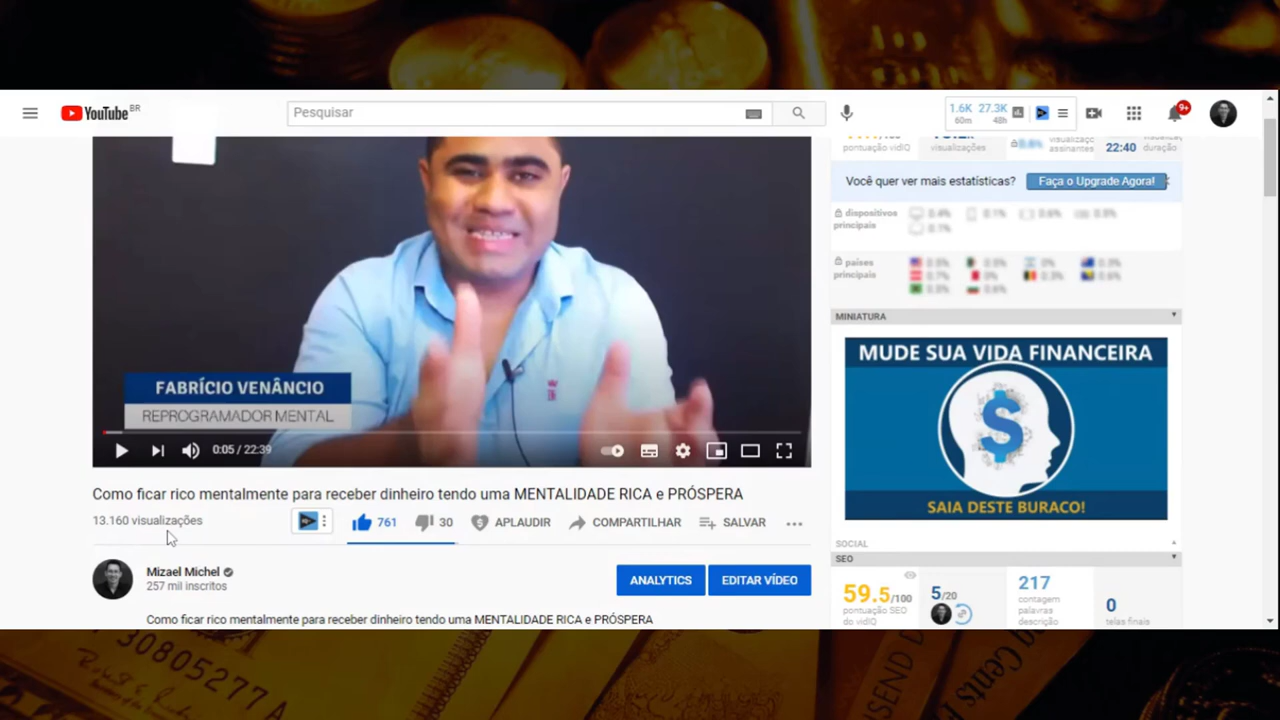 YouTube BR
Pesquisar
1.6K 27.3K
60m 48h
9+
pontuação vidIQ
visualizações
assinantes
22:40
duração
Você quer ver mais estatísticas? Faça o Upgrade Agora!
dispositivos
principais
países
principais
MINIATURA
MUDE SUA VIDA FINANCEIRA
$
SAIA DESTE BURACO!
FABRÍCIO VENÂNCIO
REPROGRAMADOR MENTAL
0:05 / 22:39
Como ficar rico mentalmente para receber dinheiro tendo uma MENTALIDADE RICA e PRÓSPERA
13.160 visualizações
761
30
APLAUDIR
COMPARTILHAR
SALVAR
Mizael Michel
257 mil inscritos
ANALYTICS
EDITAR VÍDEO
Como ficar rico mentalmente para receber dinheiro tendo uma MENTALIDADE RICA e PRÓSPERA
SOCIAL
SEO
59.5/100
pontuação SEO
do vidIQ
5/20
217
contagem
palavras
descrição
0
telas finais
30805277A
SEND
Cents